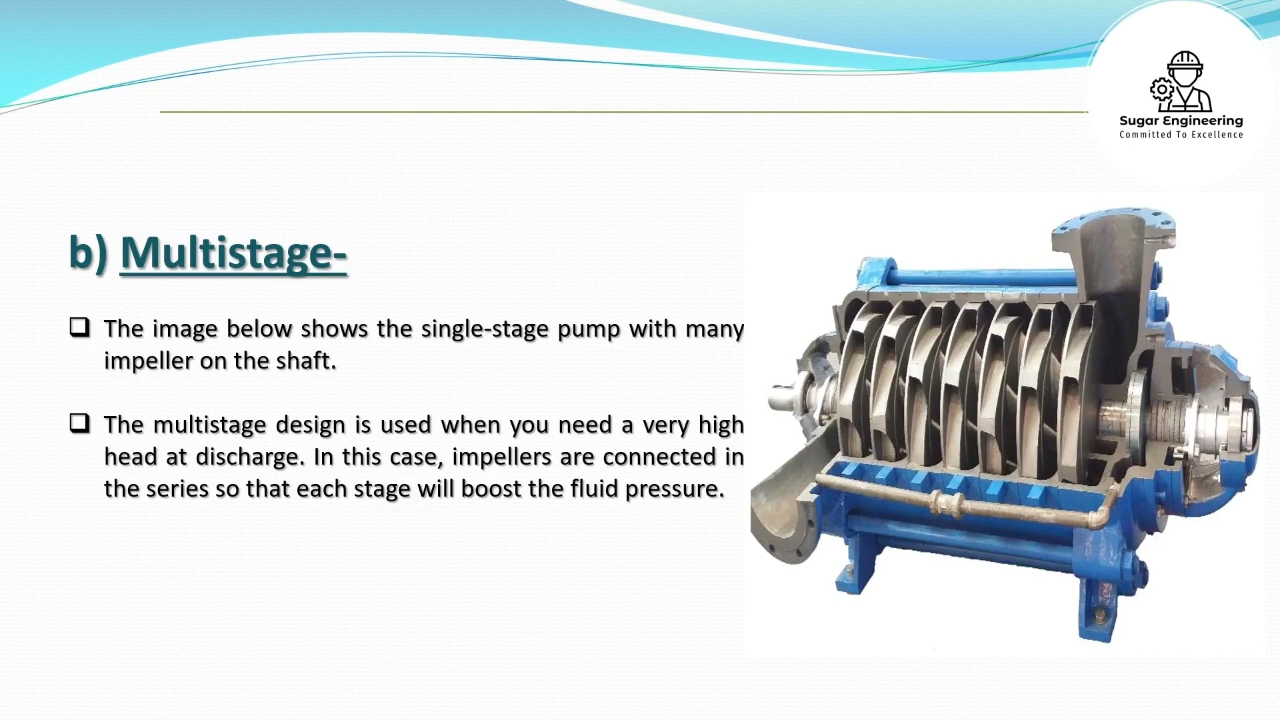 Sugar Engineering
Committed To Excellence
b) Multistage-
The image below shows the single-stage pump with many
impeller on the shaft.
The multistage design is used when you need a very high
head at discharge. In this case, impellers are connected in
the series so that each stage will boost the fluid pressure.